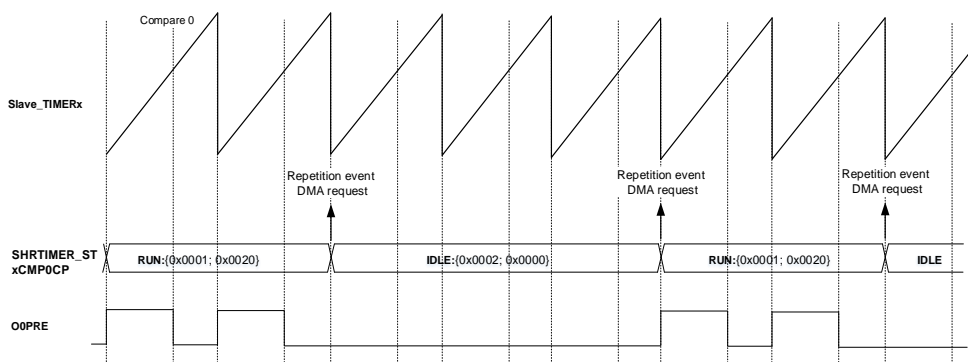 Compare 0
Slave_TIMERx
Repetition event
DMA request
Repetition event
DMA request
Repetition event
DMA request
SHRTIMER_ST
xCMP0CP
RUN:{0x0001; 0x0020}
IDLE:{0x0002; 0x0000}
RUN:{0x0001; 0x0020}
IDLE
O0PRE